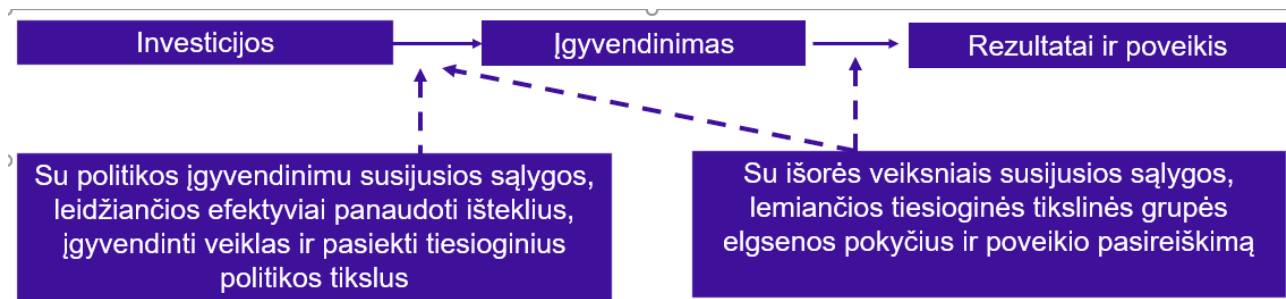 Investicijos
Įgyvendinimas
Rezultatai ir poveikis
Su politikos įgyvendinimu susijusios sąlygos,
leidžiančios efektyviai panaudoti išteklius,
įgyvendinti veiklas ir pasiekti tiesioginius
politikos tikslus
Su išorės veiksniais susijusios sąlygos,
lemiančios tiesioginės tikslinės grupės
elgsenos pokyčius ir poveikio pasireiškimą